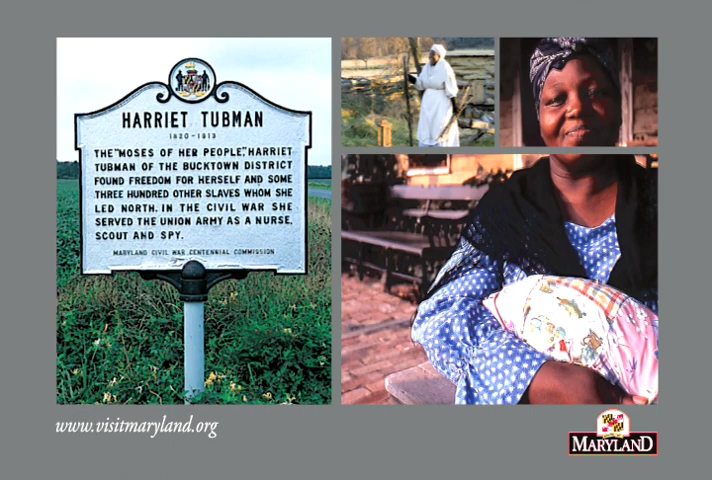 HARRIET TUBMAN
1820-1913
THE "MOSES OF HER PEOPLE," HARRIET
TUBMAN OF THE BUCKTOWN DISTRICT
FOUND FREEDOM FOR HERSELF AND SOME
THREE HUNDRED OTHER SLAVES WHOM SHE
LED NORTH. IN THE CIVIL WAR SHE
SERVED THE UNION ARMY AS A NURSE,
SCOUT AND SPY.
MARYLAND CIVIL WAR CENTENNIAL COMMISSION
www.visitmaryland.org
MARYLAND